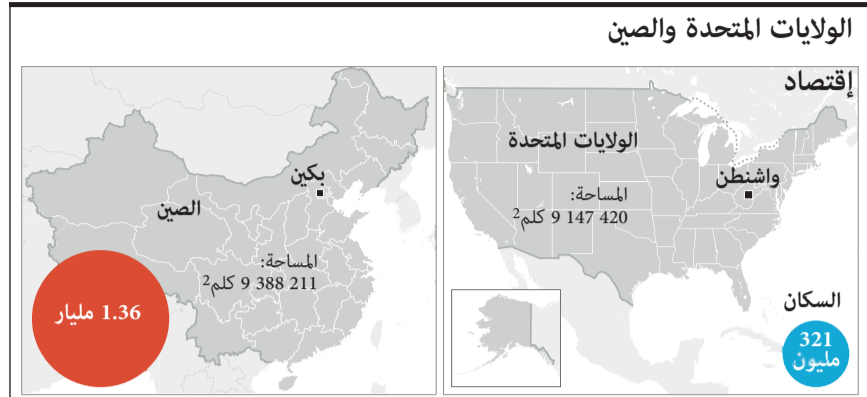 الولايات المتحدة والصين
إقتصاد
الولايات المتحدة
واشنطن
المساحة:
9 147 420 كلم²
السكان
321
مليون
بكين
الصين
المساحة:
9 388 211 كلم²
1.36 مليار